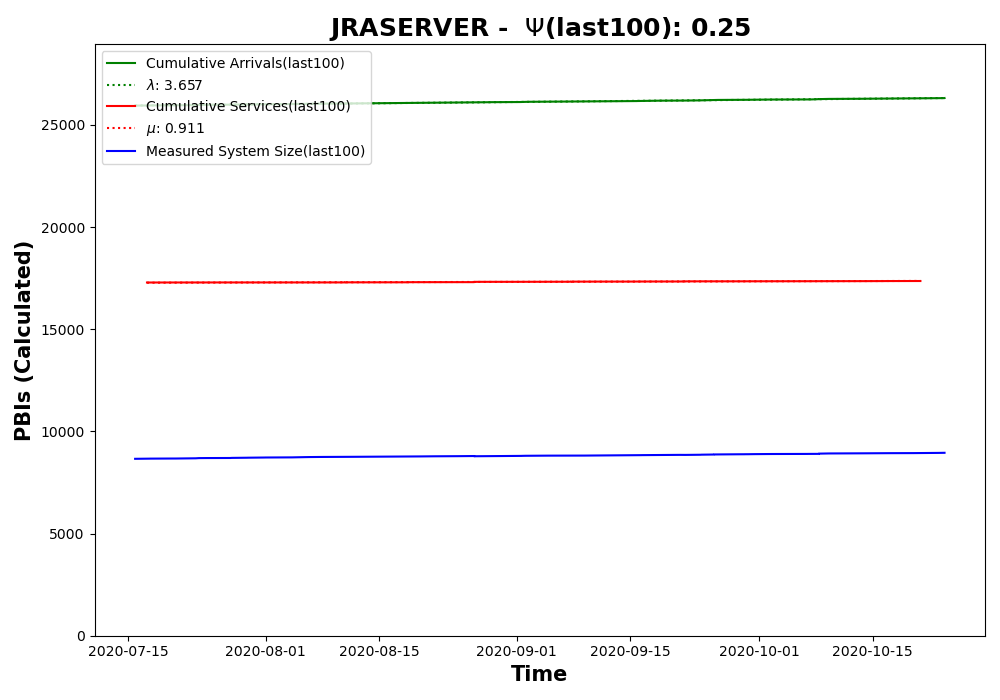 JRASERVER - Ψ(last100): 0.25
Cumulative Arrivals(last100)
λ: 3.657
Cumulative Services(last100)
μ: 0.911
Measured System Size(last100)
PBIs (Calculated)
25000
20000
15000
10000
5000
0
2020-07-15 2020-08-01 2020-08-15 2020-09-01 2020-09-15 2020-10-01 2020-10-15
Time